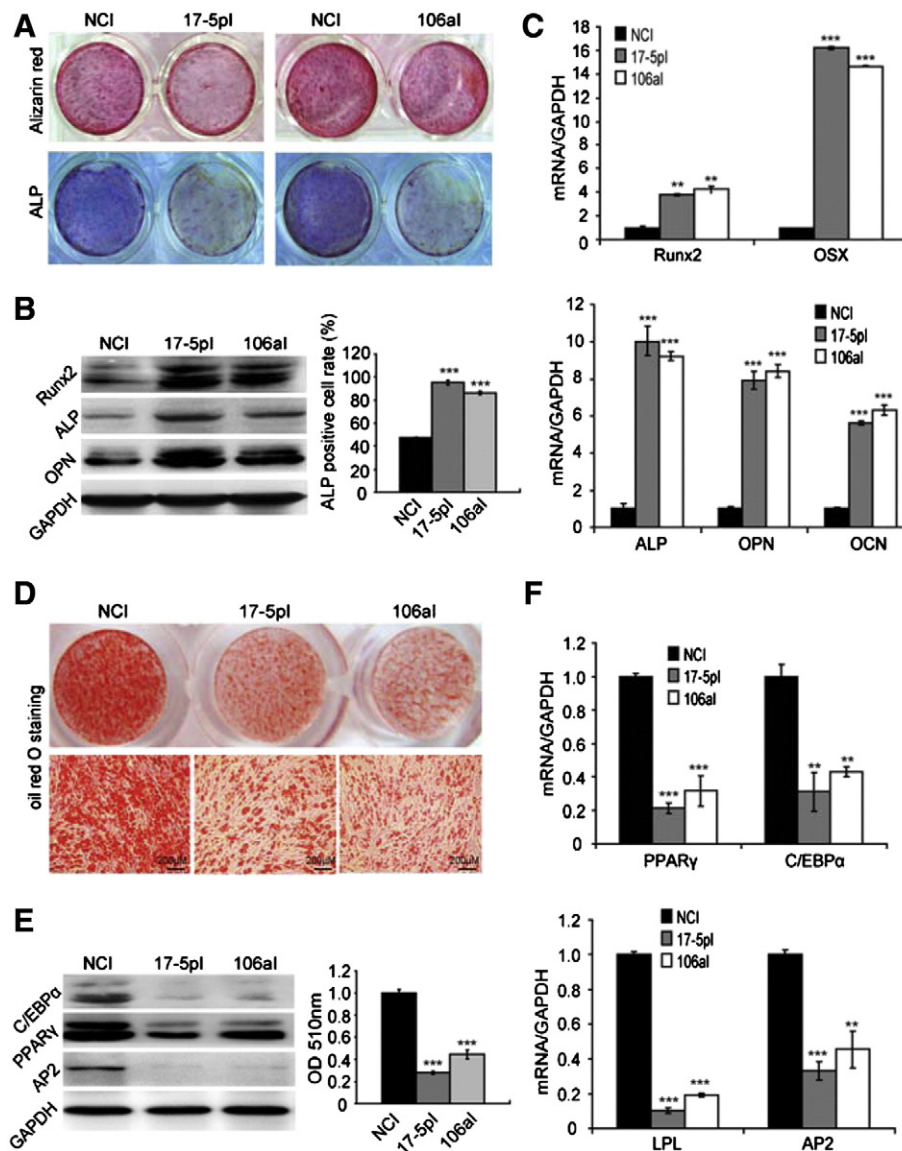 A
NCI 17-5pI NCI 106aI
Alizarin red
ALP
B
NCI 17-5pI 106aI
Runx2
ALP
OPN
GAPDH
ALP positive cell rate (%)
120
100
80
60
40
20
0
*** ***
NCI 17-5pI 106aI
C
mRNA/GAPDH
18
16
14
12
10
8
6
4
2
0
NCI
17-5pI
106aI
** ** *** ***
Runx2 OSX
mRNA/GAPDH
12
10
8
6
4
2
0
NCI
17-5pI
106aI
*** *** *** *** *** ***
ALP OPN OCN
D
NCI 17-5pI 106aI
oil red O staining
200μM 200μM 200μM
E
NCI 17-5pI 106aI
C/EBPα
PPARγ
AP2
GAPDH
OD 510nm
1.2
1.0
0.8
0.6
0.4
0.2
0
*** ***
NCI 17-5pI 106aI
F
mRNA/GAPDH
1.2
1.0
0.8
0.6
0.4
0.2
0
NCI
17-5pI
106aI
*** *** ** **
PPARγ C/EBPα
mRNA/GAPDH
1.2
1.0
0.8
0.6
0.4
0.2
0
NCI
17-5pI
106aI
*** *** *** **
LPL AP2